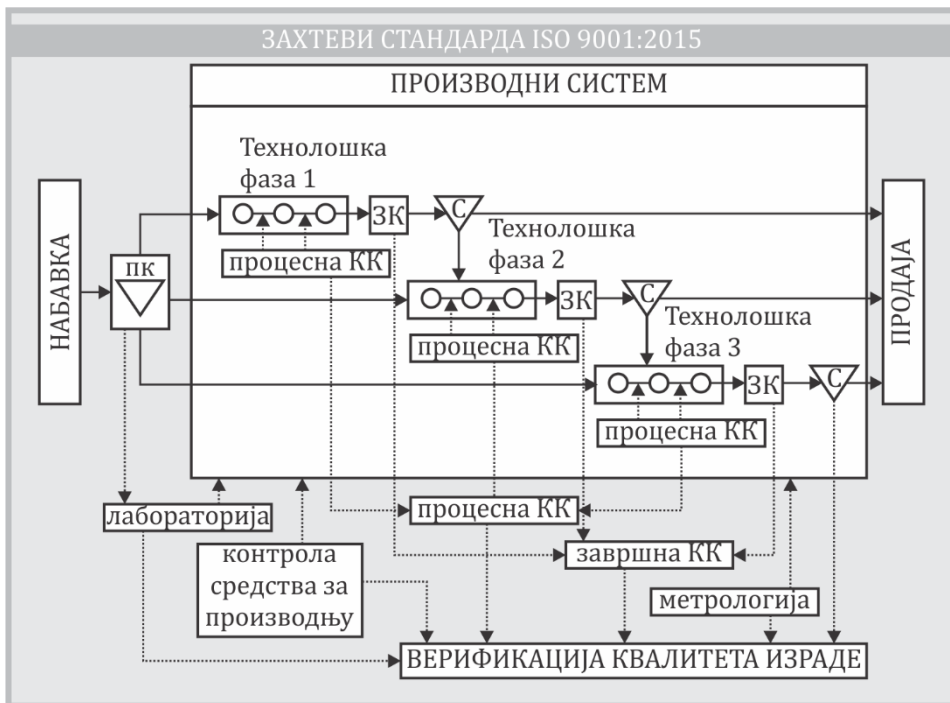 ЗАХТЕВИ СТАНДАРДА ISO 9001:2015
ПРОИЗВОДНИ СИСТЕМ
Технолошка
фаза 1
ЗК
С
процесна КК
НАБАВКА
пк
Технолошка
фаза 2
ЗК
С
процесна КК
ПРОДАЈА
Технолошка
фаза 3
ЗК
С
процесна КК
лабораторија
процесна КК
контрола
средства за
производњу
завршна КК
метрологија
ВЕРИФИКАЦИЈА КВАЛИТЕТА ИЗРАДЕ